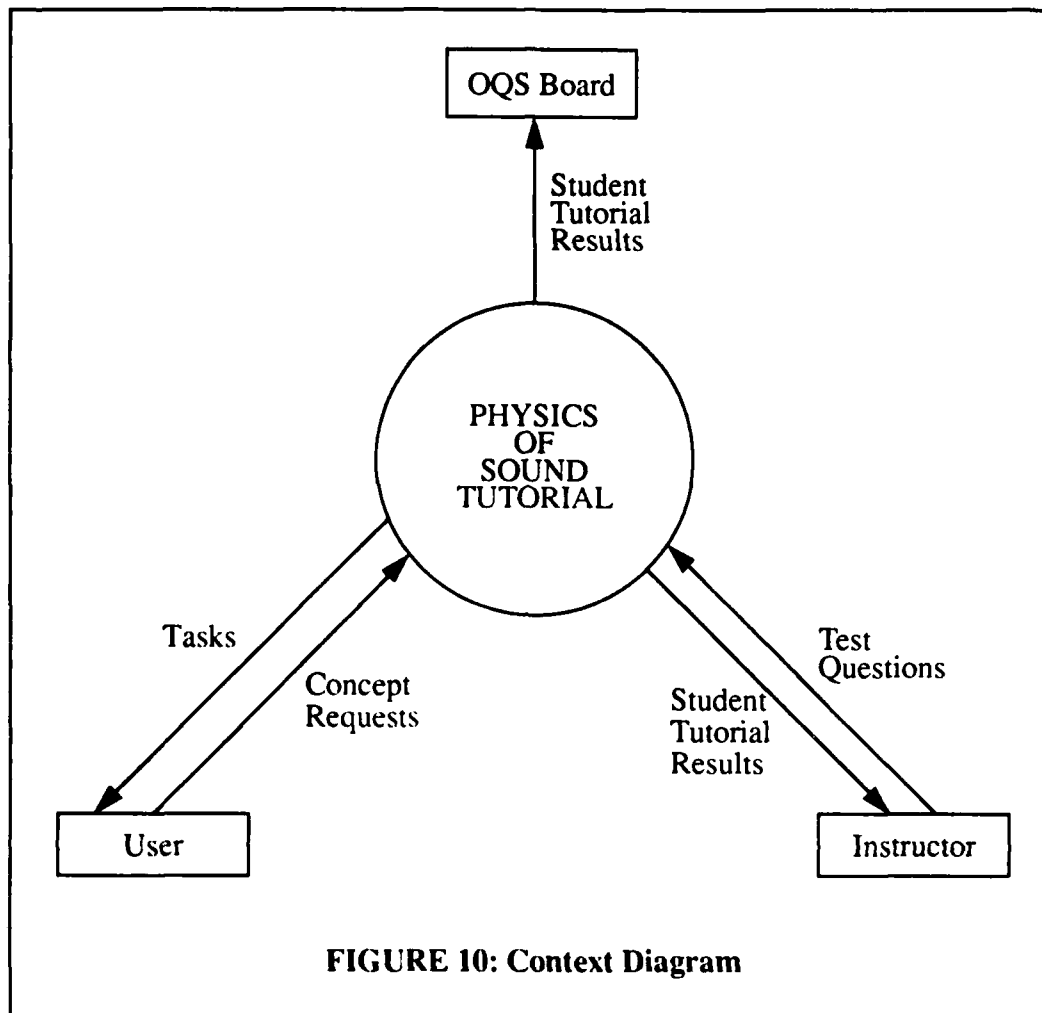 OQS Board
Student
Tutorial
Results
PHYSICS
OF
SOUND
TUTORIAL
Tasks
Concept
Requests
Test
Questions
Student
Tutorial
Results
User
Instructor
FIGURE 10: Context Diagram